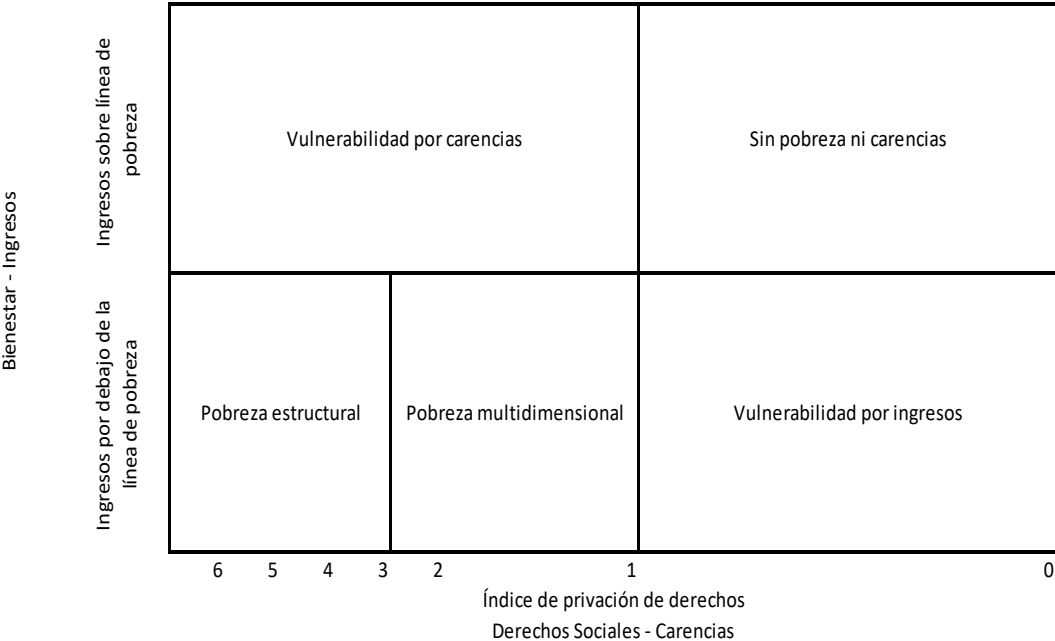 Bienestar - Ingresos
Ingresos sobre línea de
pobreza
Vulnerabilidad por carencias
Sin pobreza ni carencias
Ingresos por debajo de la
línea de pobreza
Pobreza estructural
Pobreza multidimensional
Vulnerabilidad por ingresos
6 5 4 3 2 1 0
Índice de privación de derechos
Derechos Sociales - Carencias